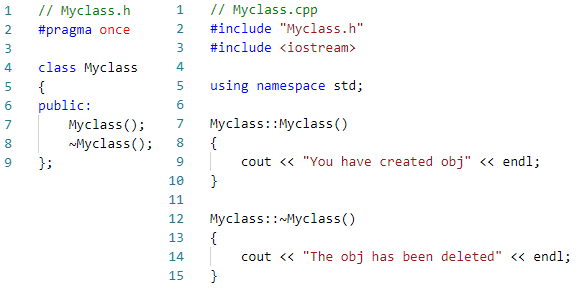 1 // Myclass.h
2 #pragma once
3
4 class Myclass
5 {
6 public:
7     Myclass();
8     ~Myclass();
9 };
1 // Myclass.cpp
2 #include "Myclass.h"
3 #include <iostream>
4
5 using namespace std;
6
7 Myclass::Myclass()
8 {
9     cout << "You have created obj" << endl;
10 }
11
12 Myclass::~Myclass()
13 {
14     cout << "The obj has been deleted" << endl;
15 }